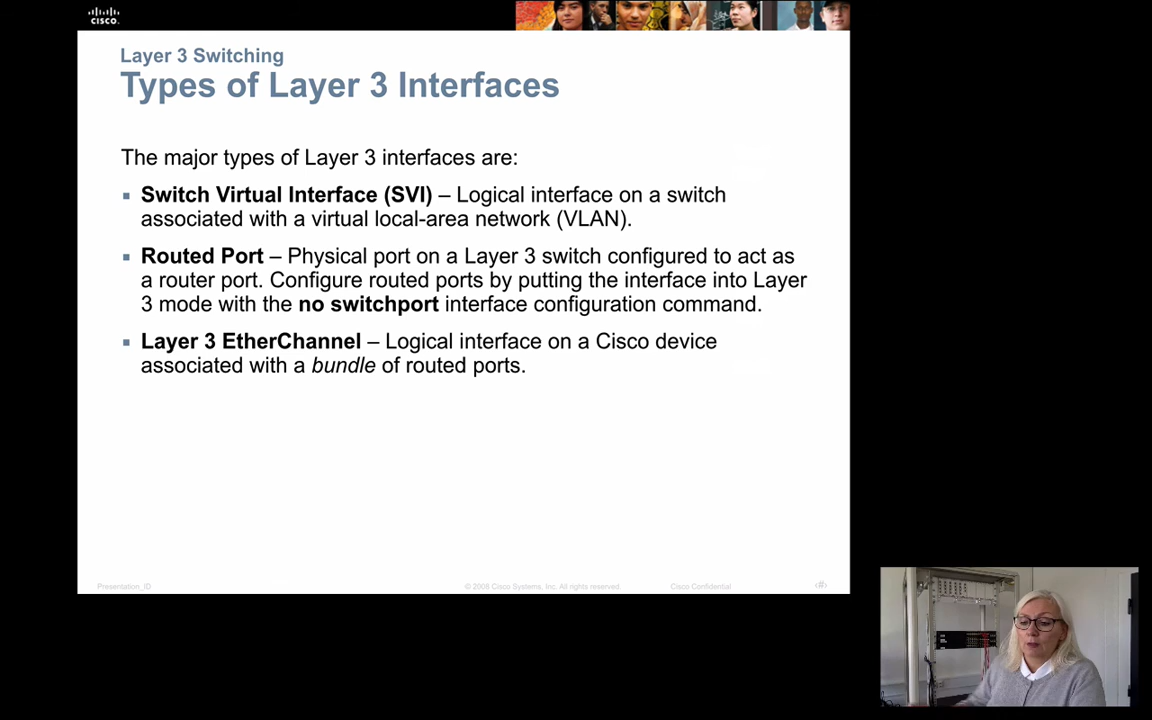 CISCO.
Layer 3 Switching
Types of Layer 3 Interfaces
The major types of Layer 3 interfaces are:
▪ Switch Virtual Interface (SVI) – Logical interface on a switch
associated with a virtual local-area network (VLAN).
▪ Routed Port – Physical port on a Layer 3 switch configured to act as
a router port. Configure routed ports by putting the interface into Layer
3 mode with the no switchport interface configuration command.
▪ Layer 3 EtherChannel – Logical interface on a Cisco device
associated with a bundle of routed ports.
Presentation_ID
© 2008 Cisco Systems, Inc. All rights reserved.
Cisco Confidential
‹#›